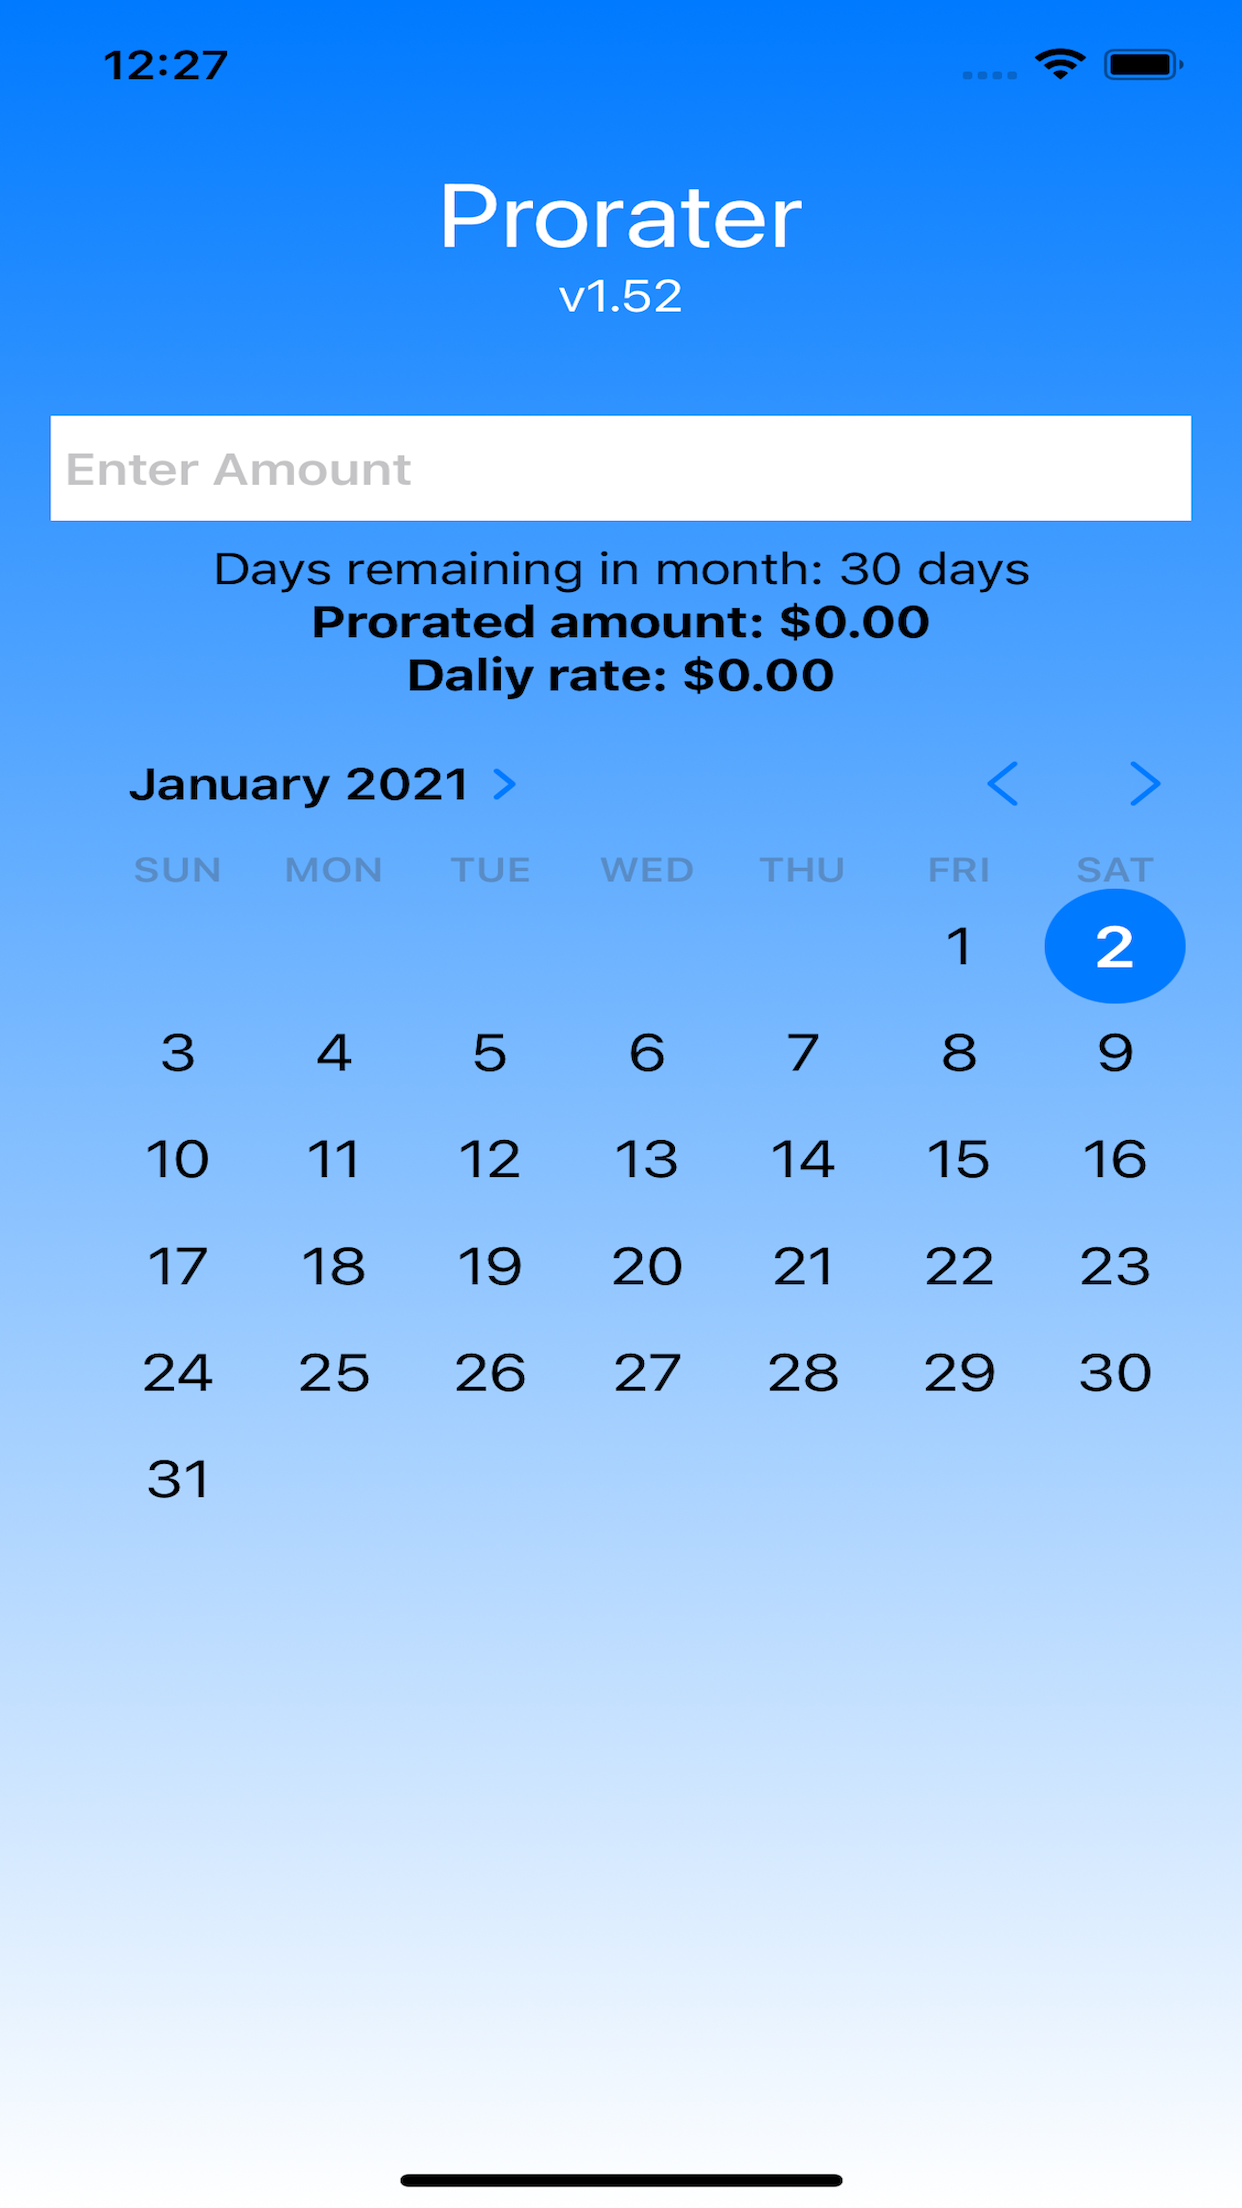 12:27
Prorater
v1.52
Enter Amount
Days remaining in month: 30 days
Prorated amount: $0.00
Daliy rate: $0.00
January 2021
SUN MON TUE WED THU FRI SAT
1 2
3 4 5 6 7 8 9
10 11 12 13 14 15 16
17 18 19 20 21 22 23
24 25 26 27 28 29 30
31